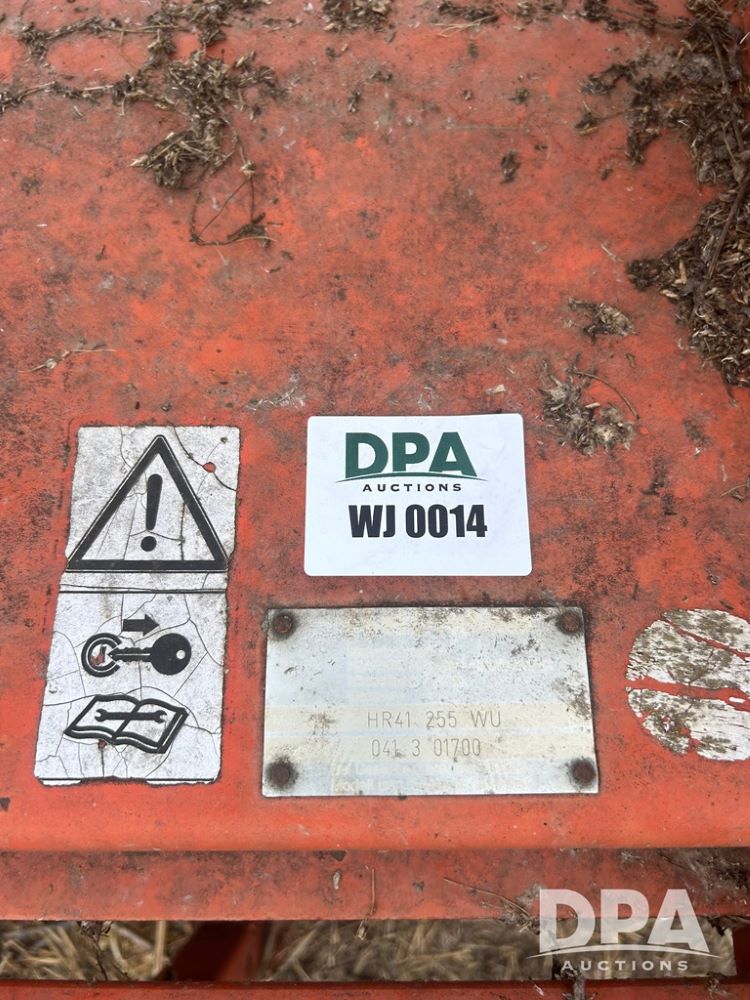 DPA
AUCTIONS
WJ 0014
HR41 255 WU
041 3 01700
DPA
AUCTIONS